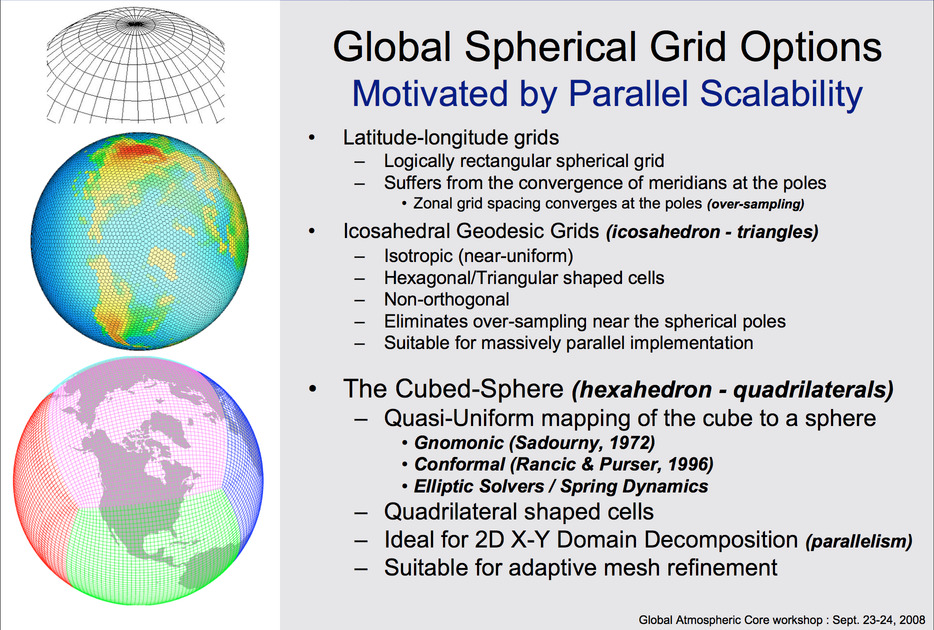 Global Spherical Grid Options
Motivated by Parallel Scalability
• Latitude-longitude grids
– Logically rectangular spherical grid
– Suffers from the convergence of meridians at the poles
• Zonal grid spacing converges at the poles (over-sampling)
• Icosahedral Geodesic Grids (icosahedron - triangles)
– Isotropic (near-uniform)
– Hexagonal/Triangular shaped cells
– Non-orthogonal
– Eliminates over-sampling near the spherical poles
– Suitable for massively parallel implementation
• The Cubed-Sphere (hexahedron - quadrilaterals)
– Quasi-Uniform mapping of the cube to a sphere
• Gnomonic (Sadourny, 1972)
• Conformal (Rancic & Purser, 1996)
• Elliptic Solvers / Spring Dynamics
– Quadrilateral shaped cells
– Ideal for 2D X-Y Domain Decomposition (parallelism)
– Suitable for adaptive mesh refinement
Global Atmospheric Core workshop : Sept. 23-24, 2008